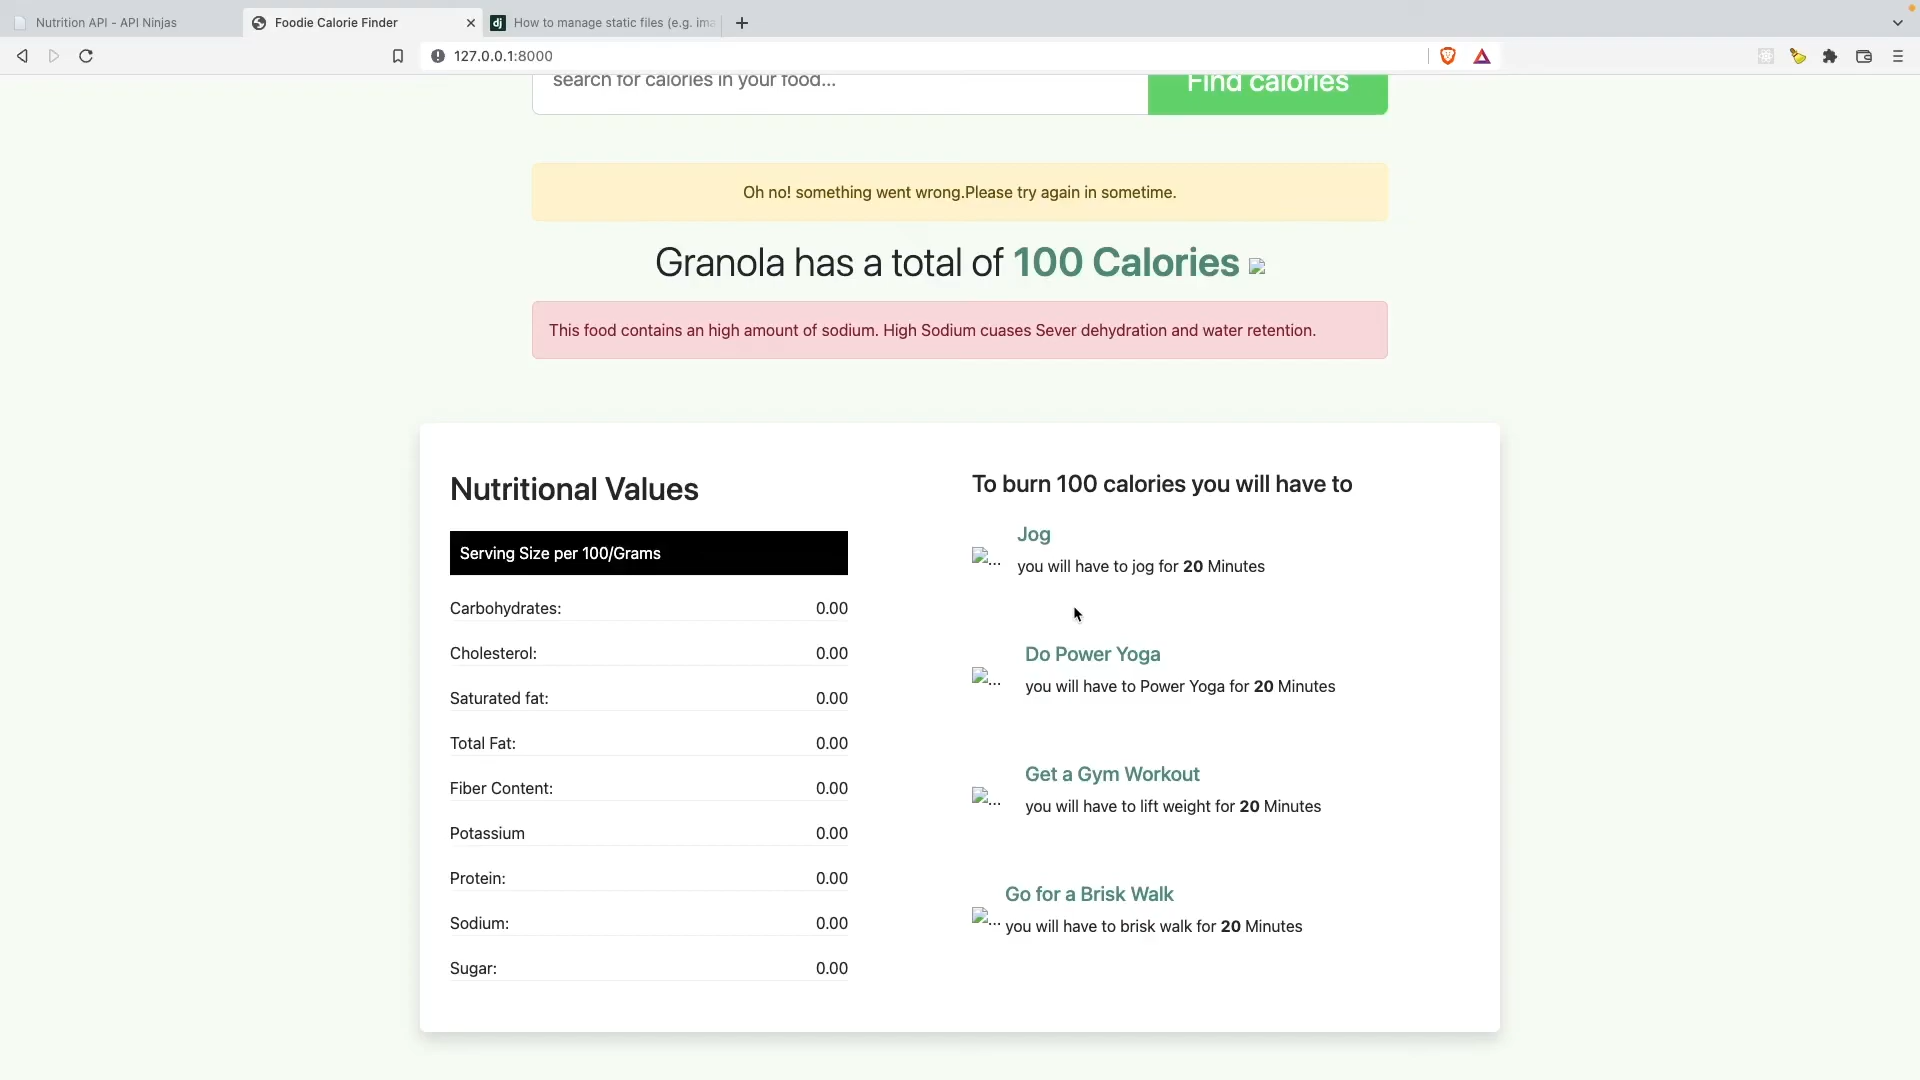 Nutrition API - API Ninjas
Foodie Calorie Finder
dj How to manage static files (e.g. ima
127.0.0.1:8000
search for calories in your food...
Find calories
Oh no! something went wrong.Please try again in sometime.
Granola has a total of 100 Calories
This food contains an high amount of sodium. High Sodium cuases Sever dehydration and water retention.
Nutritional Values
Serving Size per 100/Grams
Carbohydrates: 0.00
Cholesterol: 0.00
Saturated fat: 0.00
Total Fat: 0.00
Fiber Content: 0.00
Potassium 0.00
Protein: 0.00
Sodium: 0.00
Sugar: 0.00
To burn 100 calories you will have to
Jog
...
you will have to jog for 20 Minutes
Do Power Yoga
...
you will have to Power Yoga for 20 Minutes
Get a Gym Workout
...
you will have to lift weight for 20 Minutes
Go for a Brisk Walk
...
you will have to brisk walk for 20 Minutes